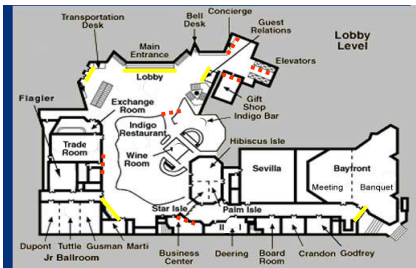 Transportation
Desk
Bell
Desk
Concierge
Guest
Relations
Lobby
Level
Main
Entrance
Lobby
Elevators
Flagler
Exchange
Room
Gift
Shop
Indigo Bar
Indigo
Restaurant
Trade
Room
Wine
Room
Hibiscus Isle
Sevilla
Bayfront
Meeting
Banquet
Star Isle
Palm Isle
II
I
Dupont
Tuttle
Gusman
Marti
Jr Ballroom
Business
Center
Deering
Board
Room
Crandon
Godfrey